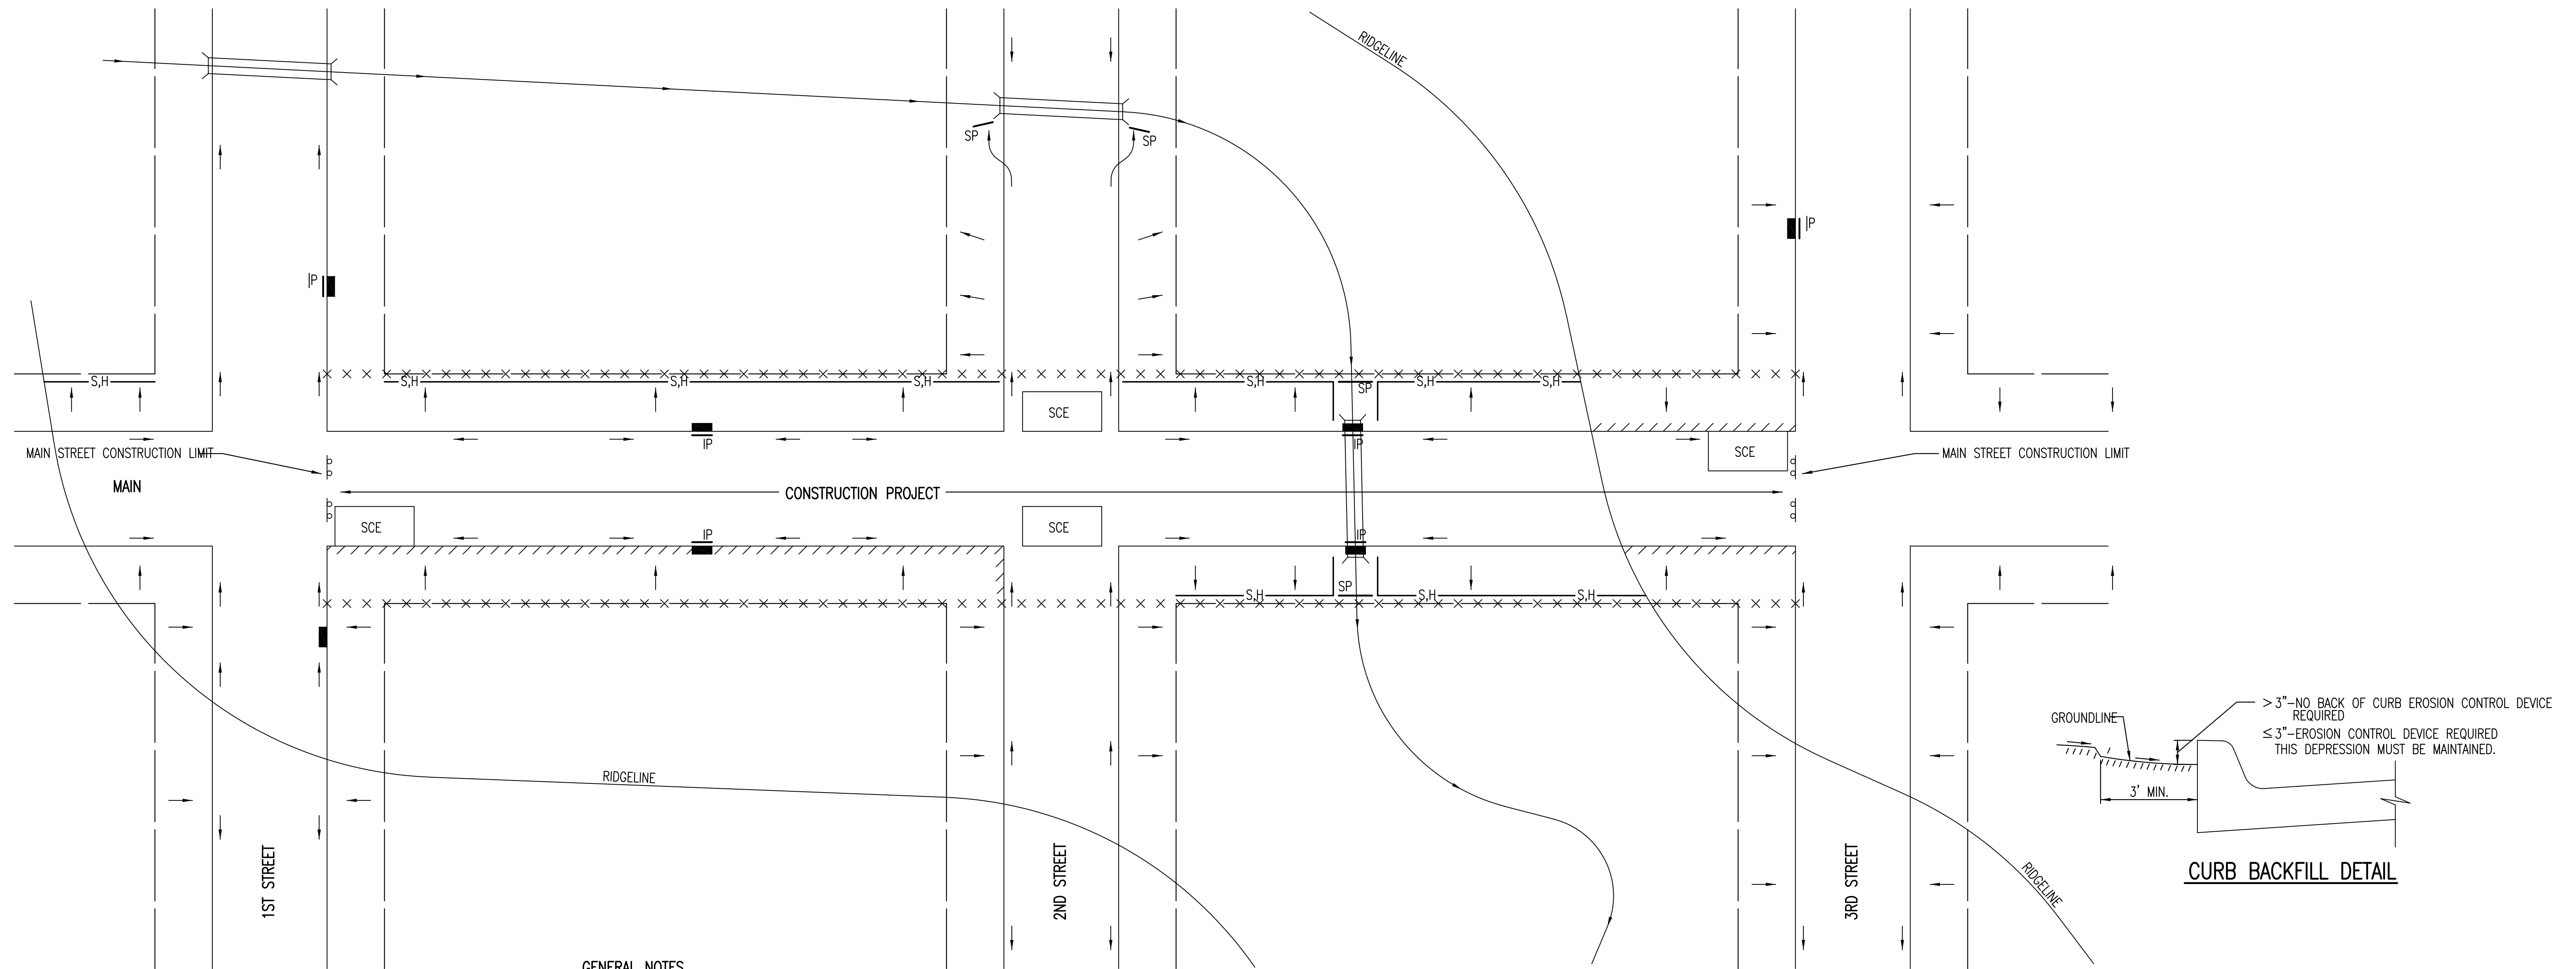 RIDGELINE
SP
SP
IP
IP
S,H
S,H
S,H
S,H
S,H
SP
S,H
S,H
SCE
MAIN STREET CONSTRUCTION LIMIT
IP
IP
SCE
MAIN STREET CONSTRUCTION LIMIT
MAIN
CONSTRUCTION PROJECT
SCE
SCE
IP
IP
S,H
SP
S,H
S,H
RIDGELINE
1ST STREET
2ND STREET
3RD STREET
RIDGELINE
GROUNDLINE
>3"-NO BACK OF CURB EROSION CONTROL DEVICE
REQUIRED
≤3"-EROSION CONTROL DEVICE REQUIRED
THIS DEPRESSION MUST BE MAINTAINED.
3' MIN.
CURB BACKFILL DETAIL
GENERAL NOTES